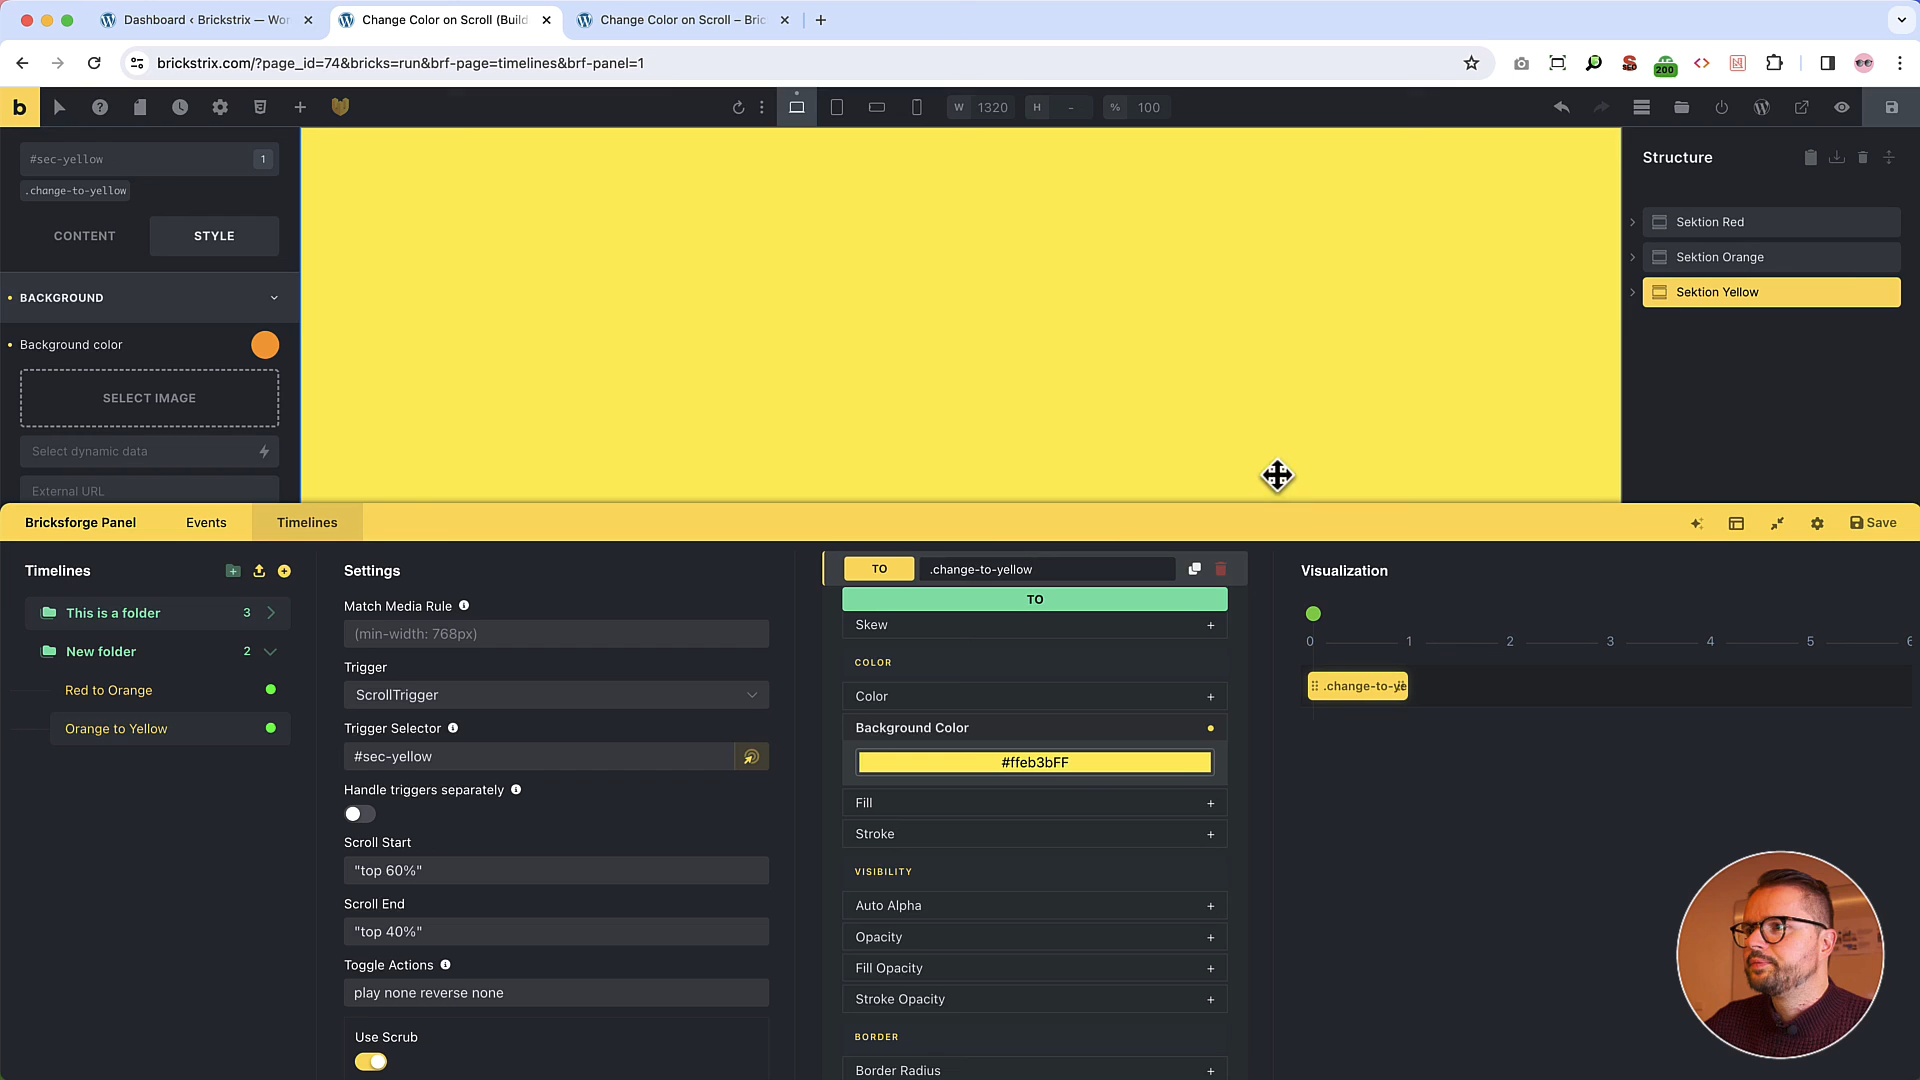 Dashboard ‹ Brickstrix — Wor
Change Color on Scroll (Build
Change Color on Scroll – Bric
brickstrix.com/?page_id=74&bricks=run&brf-page=timelines&brf-panel=1
200
b
W 1320
H -
% 100
#sec-yellow
1
.change-to-yellow
CONTENT
STYLE
BACKGROUND
Background color
SELECT IMAGE
Select dynamic data
External URL
Structure
Sektion Red
Sektion Orange
Sektion Yellow
Bricksforge Panel
Events
Timelines
Save
Timelines
This is a folder
3
New folder
2
Red to Orange
Orange to Yellow
Settings
Match Media Rule
(min-width: 768px)
Trigger
ScrollTrigger
Trigger Selector
#sec-yellow
Handle triggers separately
Scroll Start
"top 60%"
Scroll End
"top 40%"
Toggle Actions
play none reverse none
Use Scrub
TO
.change-to-yellow
TO
Skew
COLOR
Color
Background Color
#ffeb3bFF
Fill
Stroke
VISIBILITY
Auto Alpha
Opacity
Fill Opacity
Stroke Opacity
BORDER
Border Radius
Visualization
0 1 2 3 4 5 6
.change-to-ye